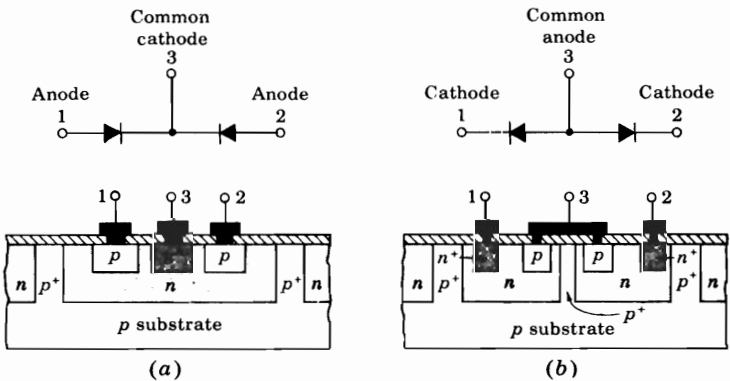 Common
cathode
3
Anode
1
Anode
2
Common
anode
3
Cathode
1
Cathode
2
1
3
2
p
p
n
p+
n
p+
n
p substrate
(a)
1
3
2
n+
p
p
n+
n
p+
n
n
p+
n
p+
p substrate
(b)